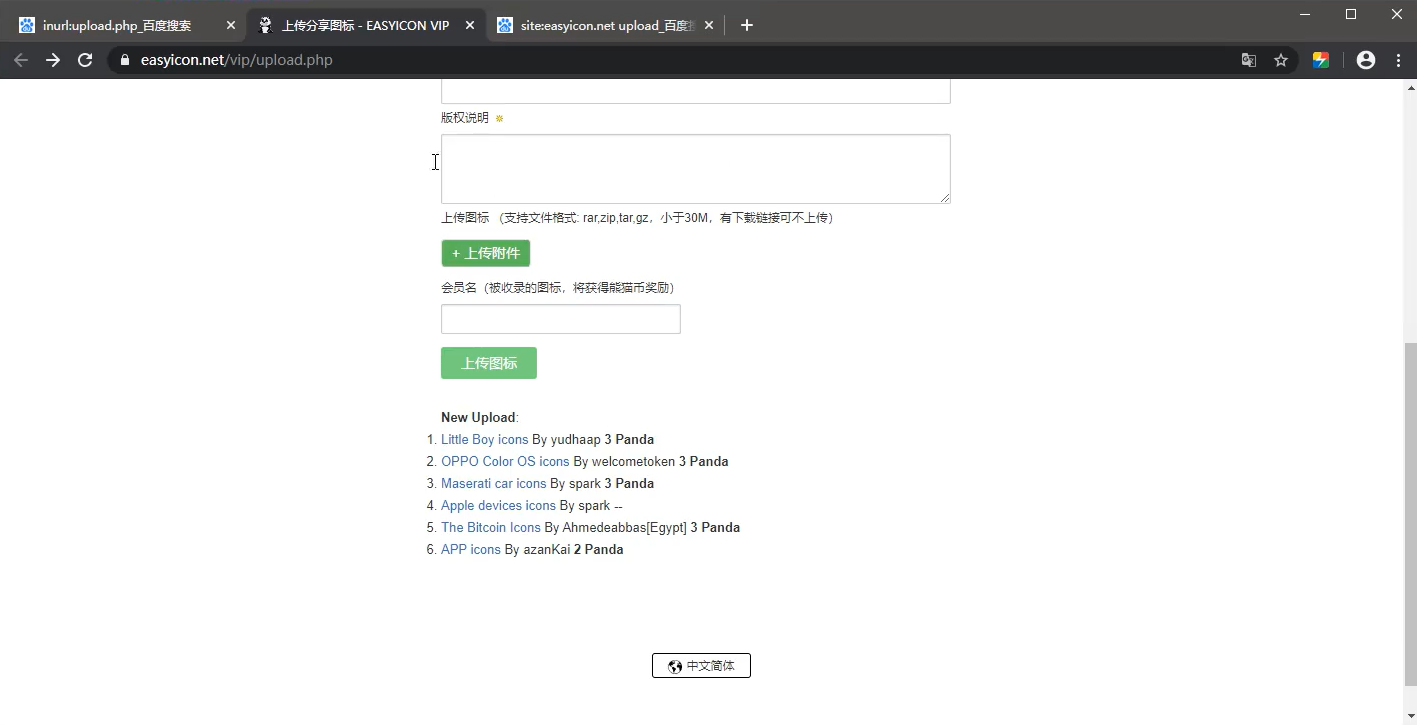 inurl:upload.php_百度搜索
上传分享图标 - EASYICON VIP
site:easyicon.net upload_百度
easyicon.net/vip/upload.php
版权说明
上传图标 （支持文件格式: rar,zip,tar,gz，小于30M，有下载链接可不上传）
+ 上传附件
会员名（被收录的图标，将获得熊猫币奖励）
上传图标
New Upload:
1. Little Boy icons By yudhaap 3 Panda
2. OPPO Color OS icons By welcometoken 3 Panda
3. Maserati car icons By spark 3 Panda
4. Apple devices icons By spark --
5. The Bitcoin Icons By Ahmedeabbas[Egypt] 3 Panda
6. APP icons By azanKai 2 Panda
中文简体